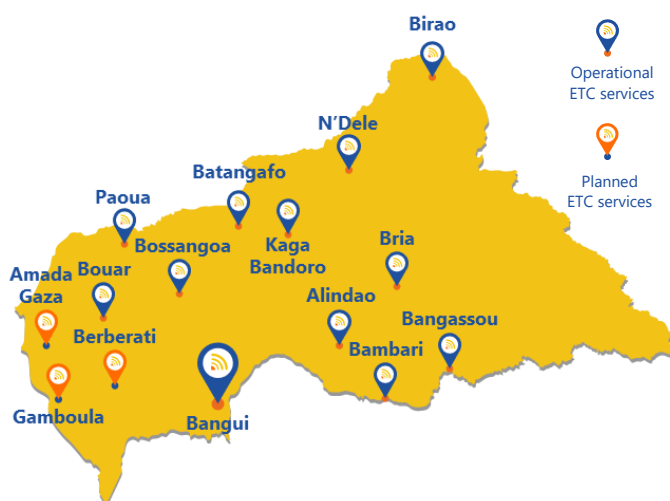 Birao
Operational
ETC services
N'Dele
Planned
ETC services
Batangafo
Paoua
Bossangoa
Kaga
Bandoro
Bria
Amada
Gaza
Bouar
Alindao
Bangassou
Berberati
Bambari
Gamboula
Bangui